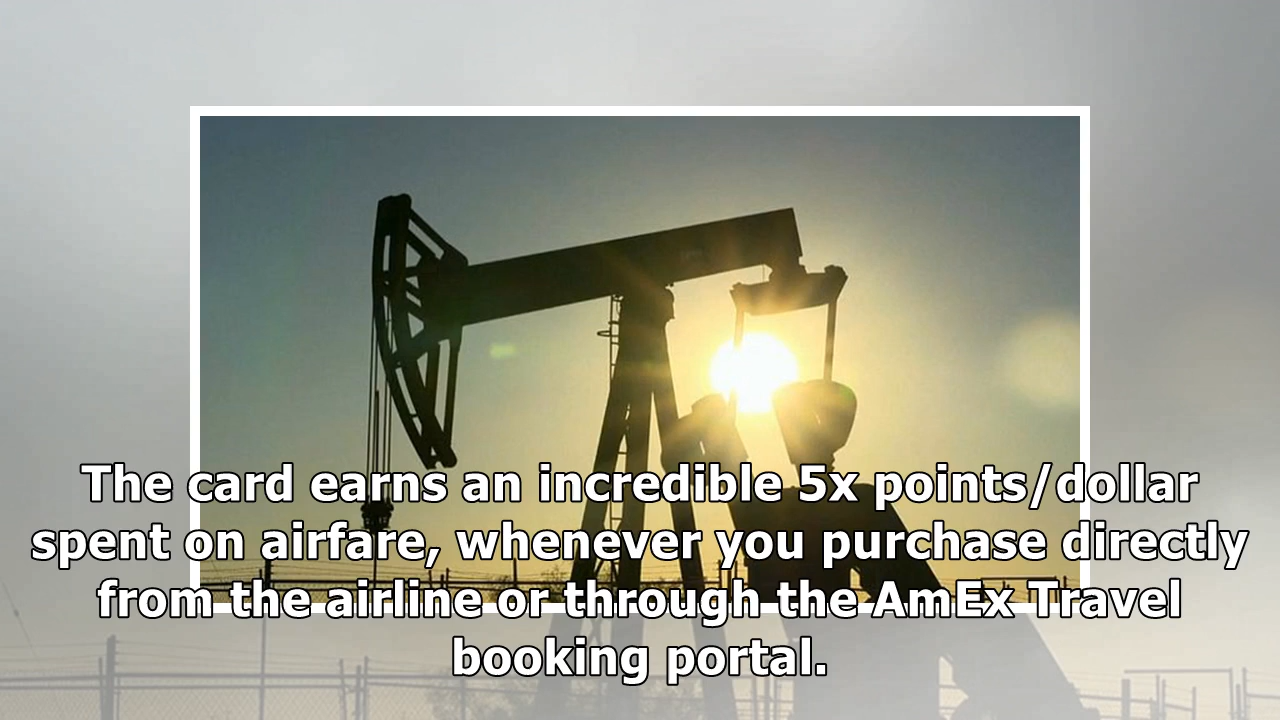 The card earns an incredible 5x points/dollar
spent on airfare, whenever you purchase directly
from the airline or through the AmEx Travel
booking portal.